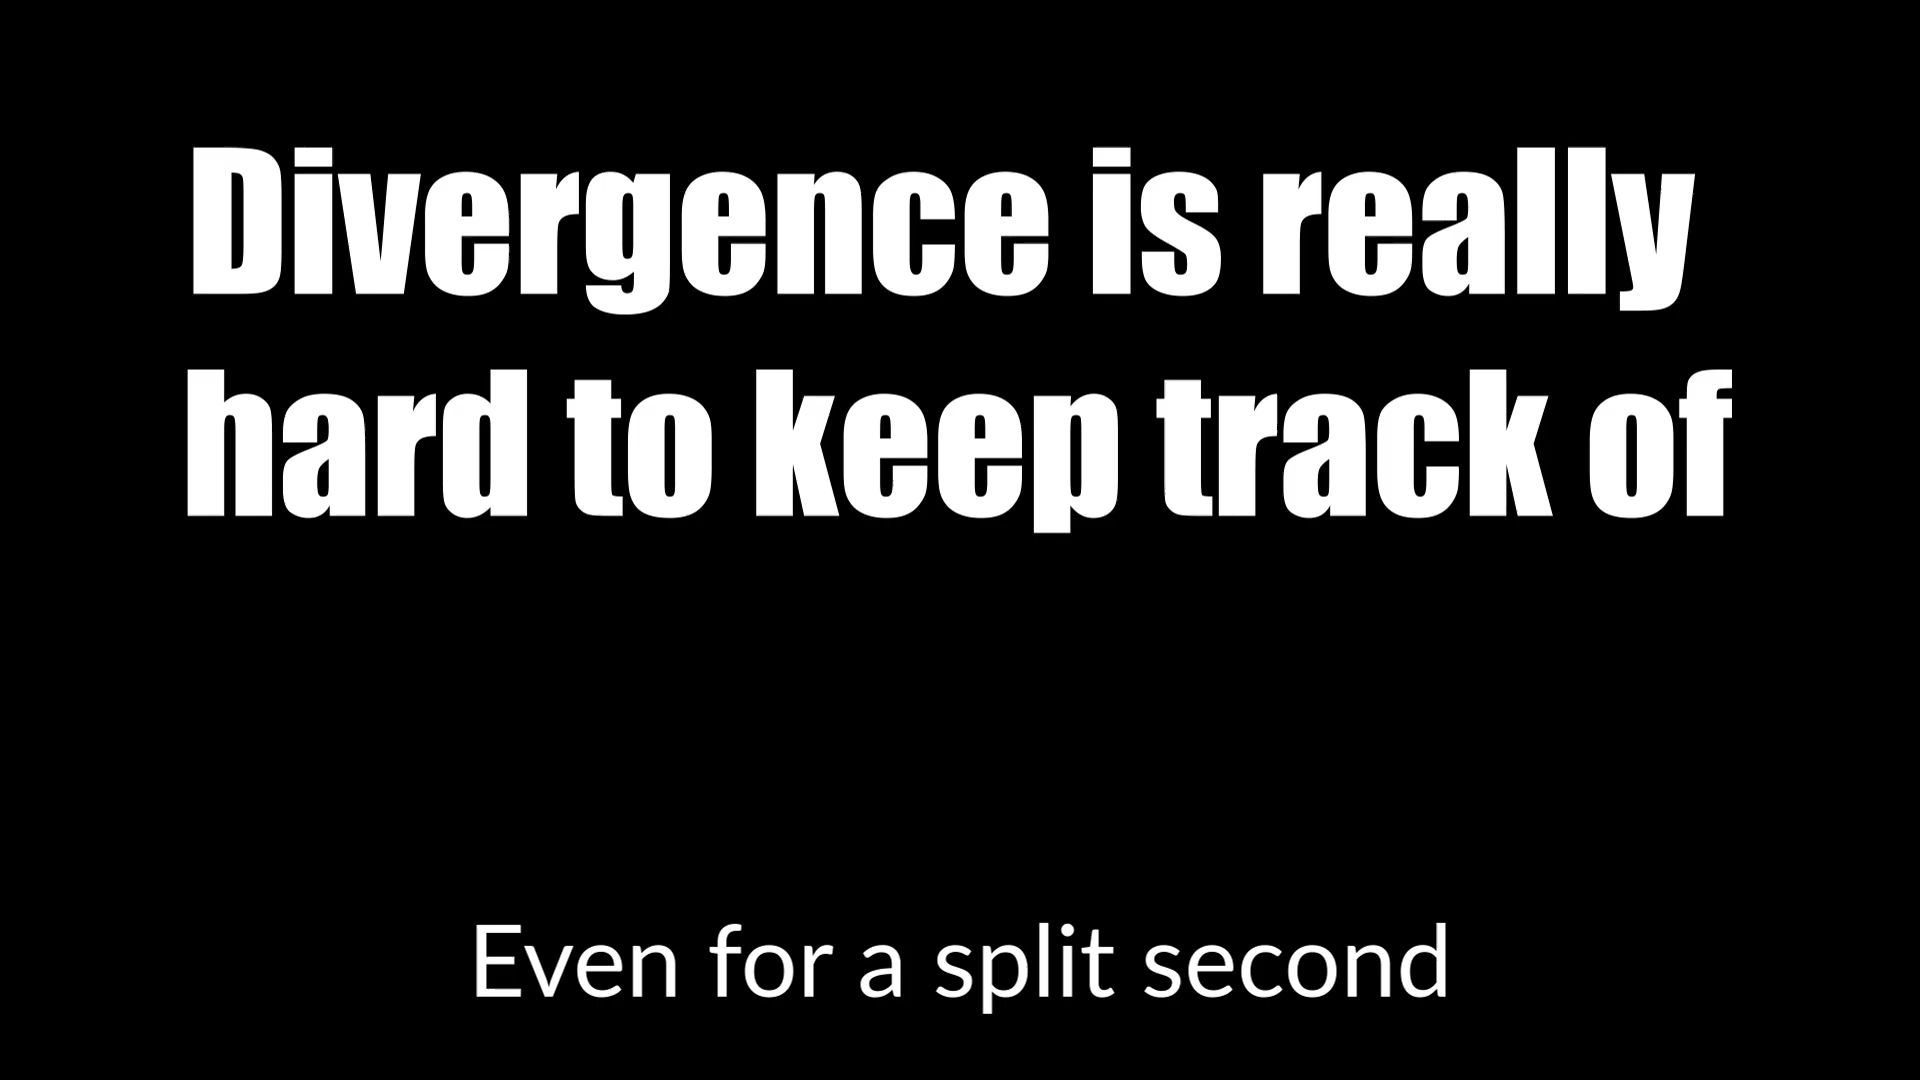 Divergence is really
hard to keep track of
Even for a split second